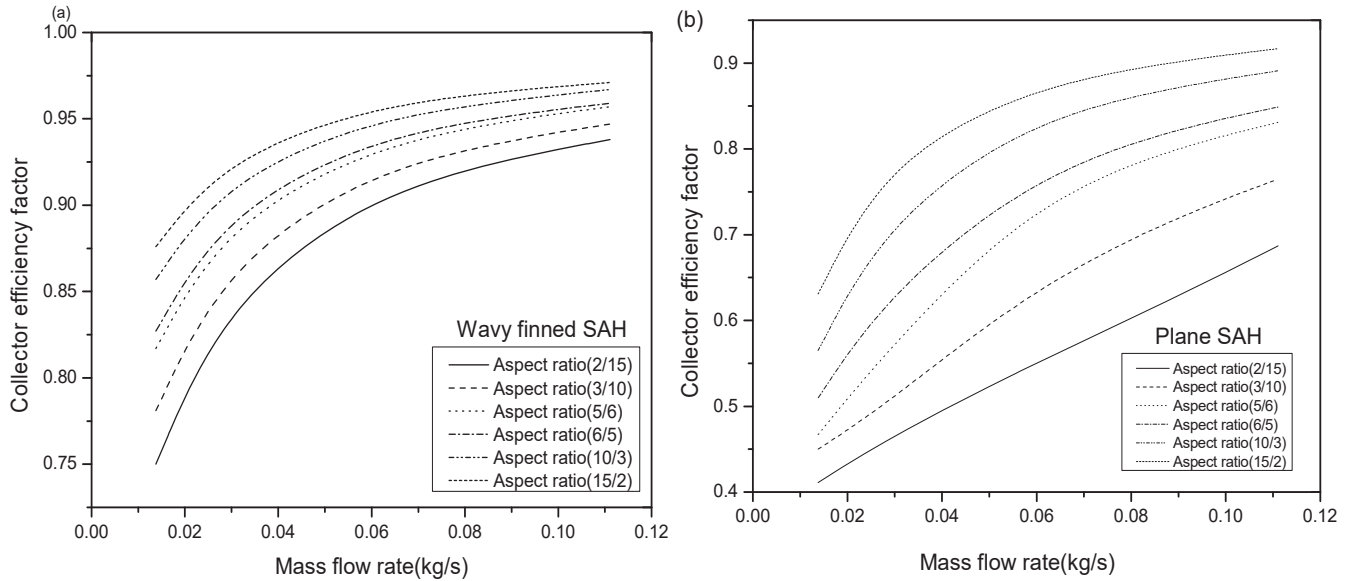 (a)
1.00
0.95
0.90
0.85
0.80
0.75
Collector efficiency factor
Wavy finned SAH
Aspect ratio(2/15)
Aspect ratio(3/10)
Aspect ratio(5/6)
Aspect ratio(6/5)
Aspect ratio(10/3)
Aspect ratio(15/2)
0.00 0.02 0.04 0.06 0.08 0.10 0.12
Mass flow rate(kg/s)
(b)
0.9
0.8
0.7
0.6
0.5
0.4
Collector efficiency factor
Plane SAH
Aspect ratio(2/15)
Aspect ratio(3/10)
Aspect ratio(5/6)
Aspect ratio(6/5)
Aspect ratio(10/3)
Aspect ratio(15/2)
0.00 0.02 0.04 0.06 0.08 0.10 0.12
Mass flow rate(kg/s)